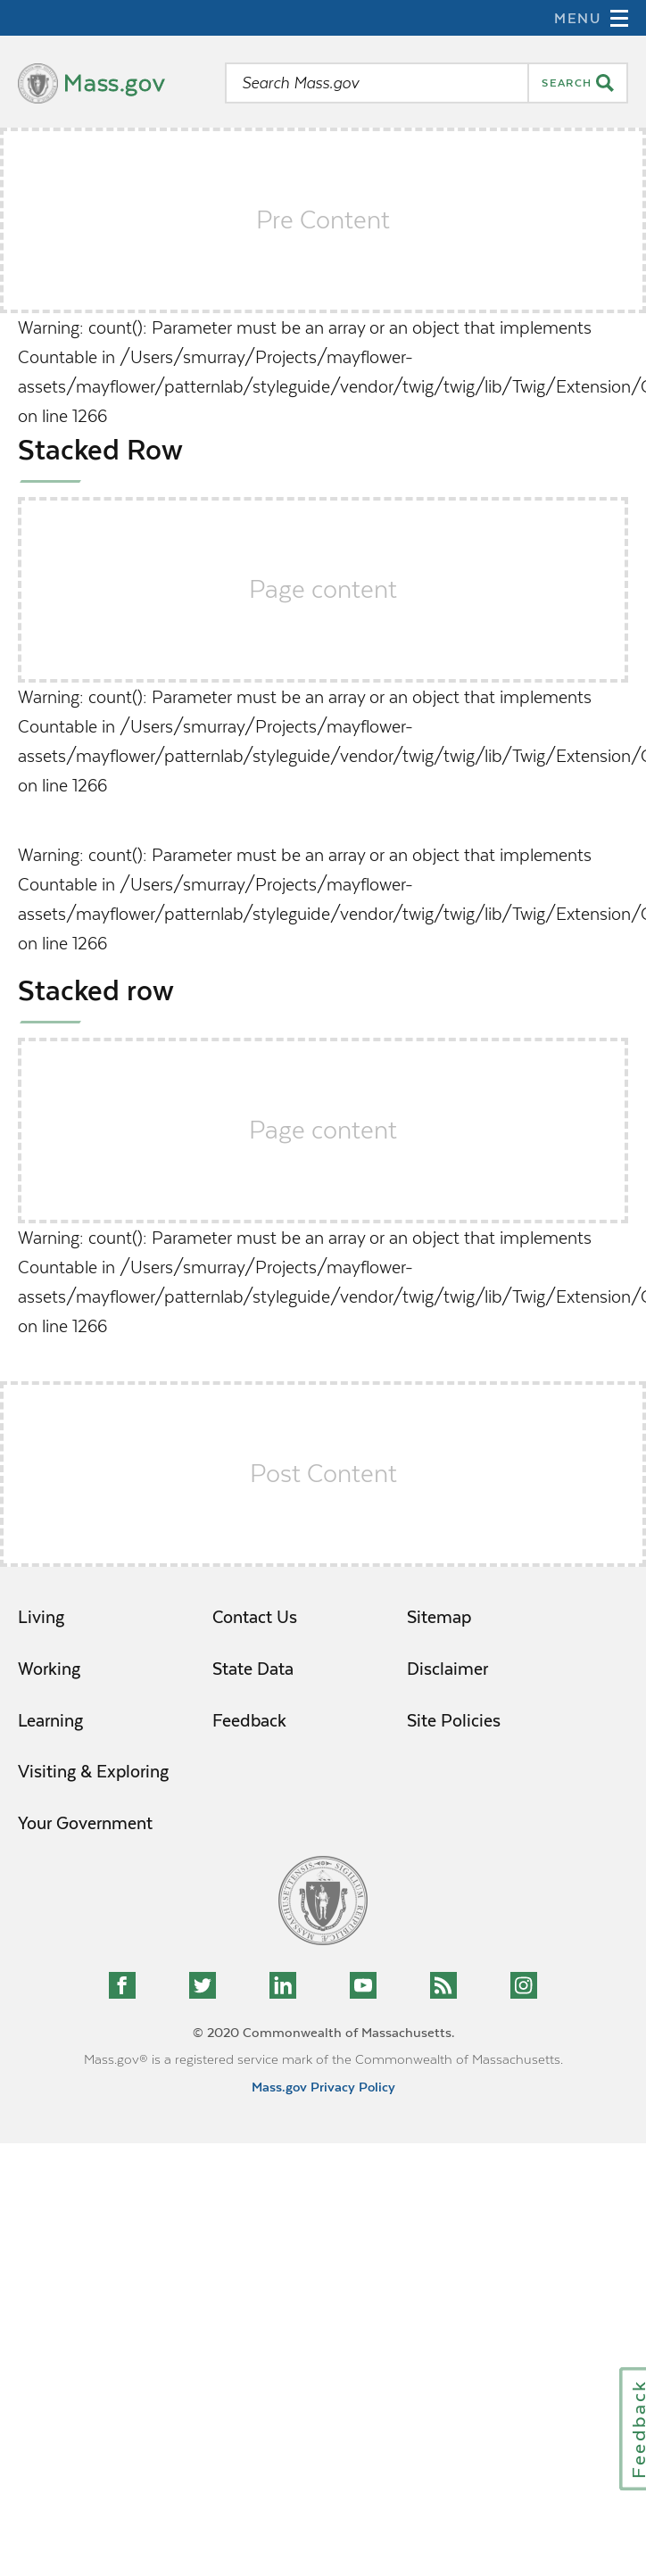 MENU
Mass.gov
Search Mass.gov
SEARCH
Pre Content
Warning: count(): Parameter must be an array or an object that implements
Countable in /Users/smurray/Projects/mayflower-
assets/mayflower/patternlab/styleguide/vendor/twig/twig/lib/Twig/Extension/
on line 1266
Stacked Row
Page content
Warning: count(): Parameter must be an array or an object that implements
Countable in /Users/smurray/Projects/mayflower-
assets/mayflower/patternlab/styleguide/vendor/twig/twig/lib/Twig/Extension/
on line 1266
Warning: count(): Parameter must be an array or an object that implements
Countable in /Users/smurray/Projects/mayflower-
assets/mayflower/patternlab/styleguide/vendor/twig/twig/lib/Twig/Extension/
on line 1266
Stacked row
Page content
Warning: count(): Parameter must be an array or an object that implements
Countable in /Users/smurray/Projects/mayflower-
assets/mayflower/patternlab/styleguide/vendor/twig/twig/lib/Twig/Extension/
on line 1266
Post Content
Living
Working
Learning
Visiting & Exploring
Your Government
Contact Us
State Data
Feedback
Sitemap
Disclaimer
Site Policies
© 2020 Commonwealth of Massachusetts.
Mass.gov® is a registered service mark of the Commonwealth of Massachusetts.
Mass.gov Privacy Policy
Feedback